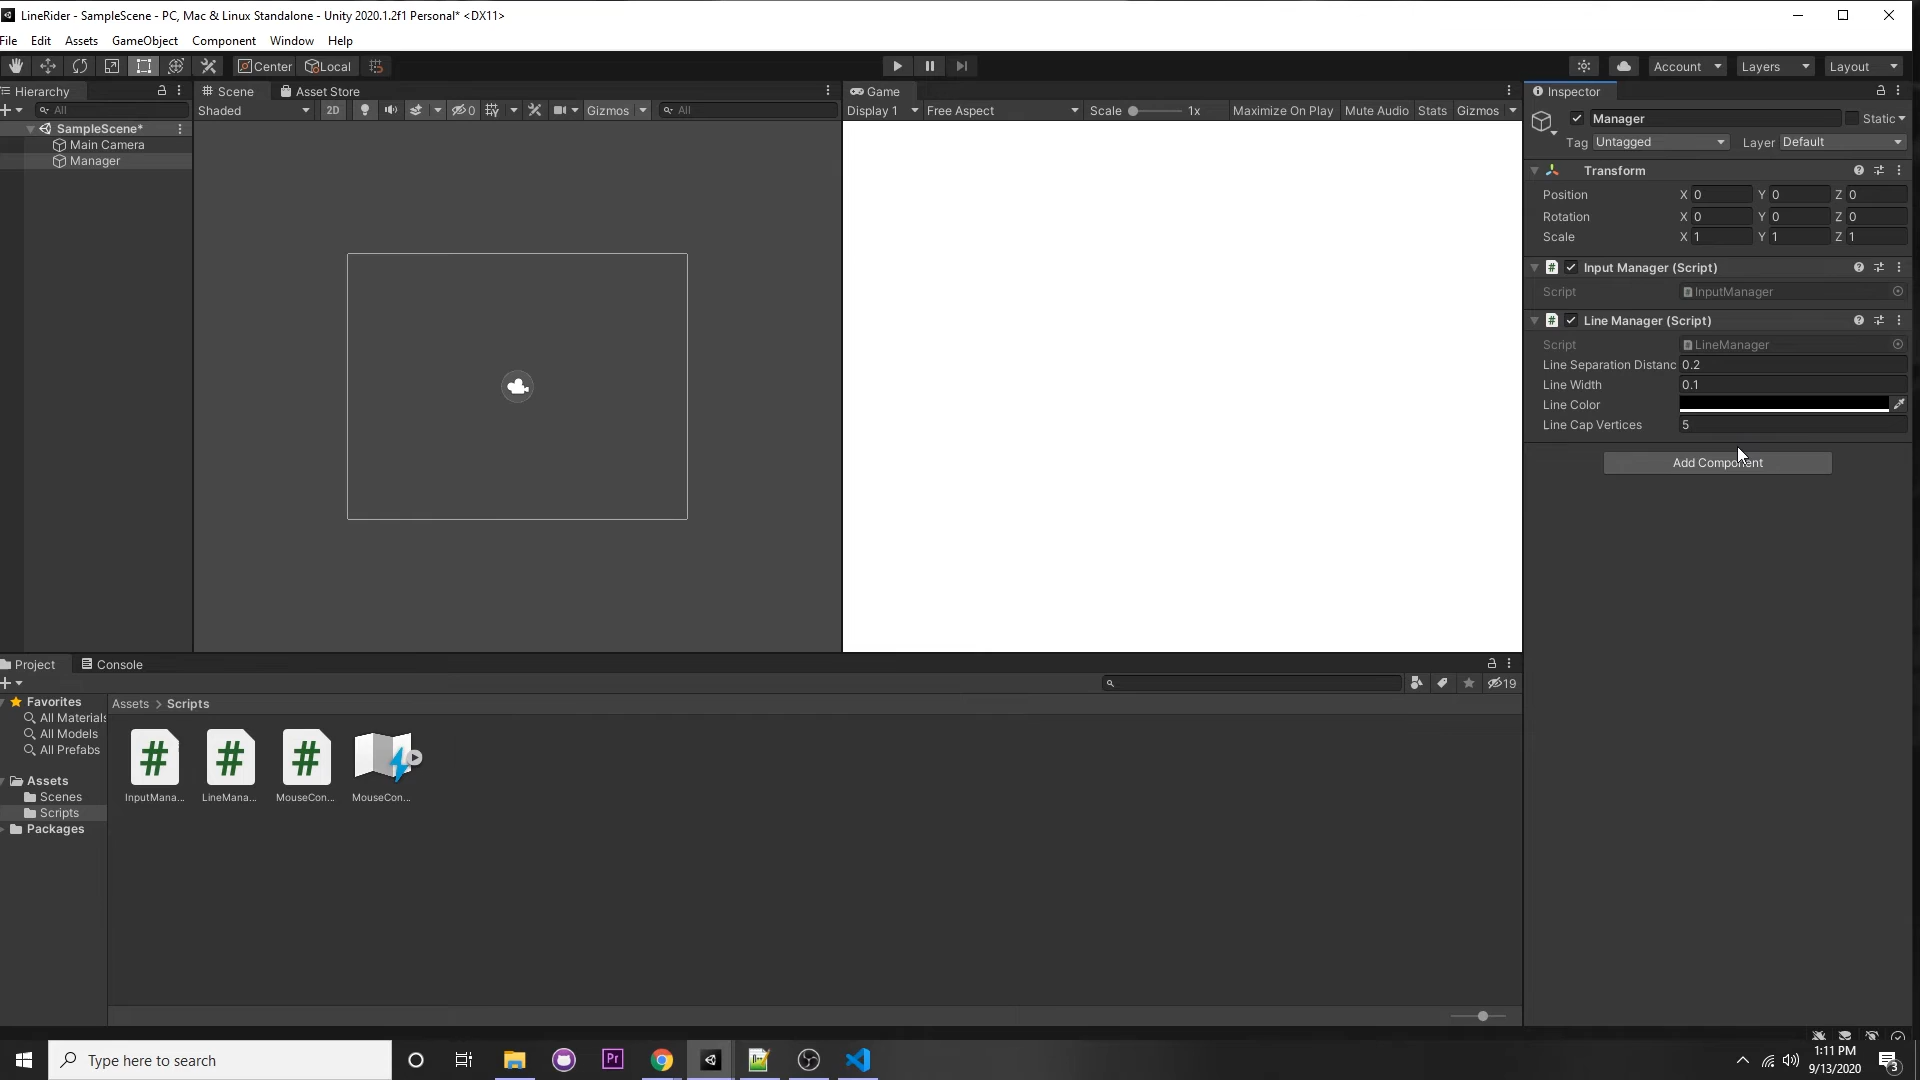 LineRider - SampleScene - PC, Mac & Linux Standalone - Unity 2020.1.2f1 Personal* <DX11>
File Edit Assets GameObject Component Window Help
Center Local Account Layers Layout
Hierarchy
All
SampleScene*
Main Camera
Manager
Scene Asset Store
Shaded 2D 0 Gizmos All
Game
Display 1 Free Aspect Scale 1x Maximize On Play Mute Audio Stats Gizmos
Inspector
Manager Static
Tag Untagged Layer Default
Transform
Position X 0 Y 0 Z 0
Rotation X 0 Y 0 Z 0
Scale X 1 Y 1 Z 1
# Input Manager (Script)
Script InputManager
# Line Manager (Script)
Script LineManager
Line Separation Distanc 0.2
Line Width 0.1
Line Color
Line Cap Vertices 5
Add Component
Project Console
19
Favorites
All Materials
All Models
All Prefabs
Assets
Scenes
Scripts
Packages
Assets > Scripts
# # #
InputMana... LineMana... MouseCon... MouseCon...
Type here to search
Pr
1:11 PM
9/13/2020
3